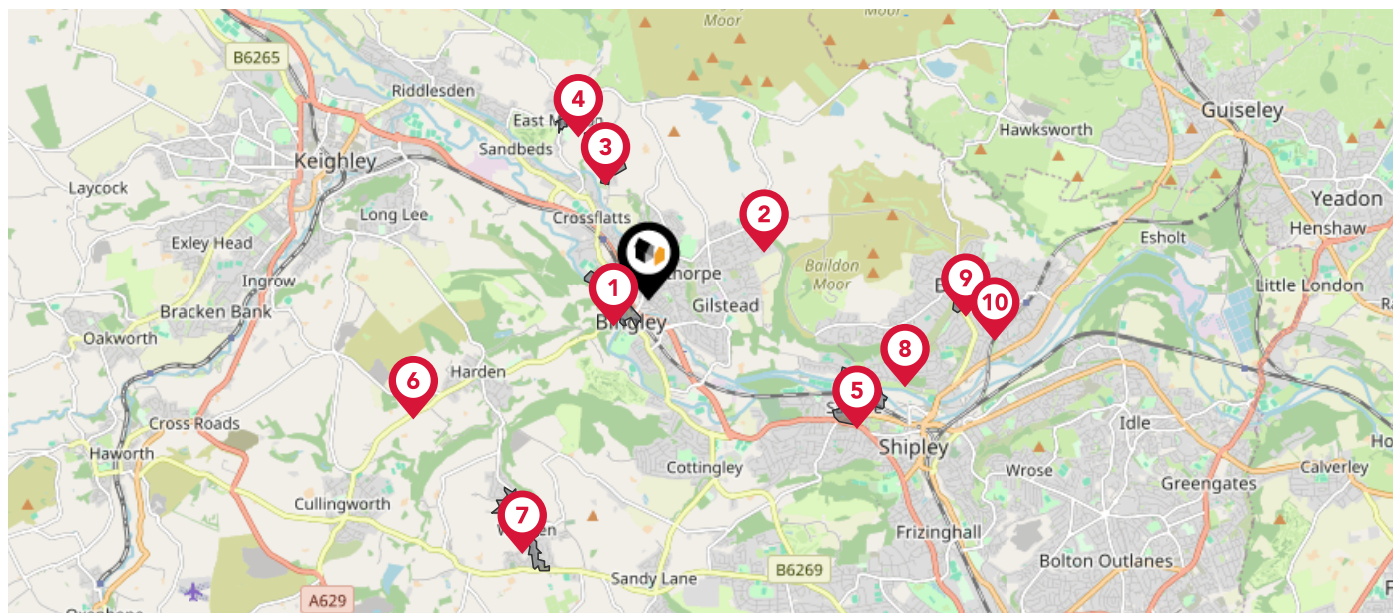 Moor
Moor
B6265
Riddlesden
4
Guiseley
East M
n
Hawksworth
3
Sandbeds
Keighley
Laycock
Yeadon
Long Lee
Crossflatts
2
Henshaw
Exley Head
Esholt
thorpe
Baildon
Moor
Ingrow
9
Little London
1
10
Gilstead
Bracken Bank
Bingley
Oakworth
8
Harden
6
5
Cross Roads
Idle
Shipley
Haworth
Cottingley
Wrose
Calverley
Greengates
Cullingworth
7
Frizinghall
Bolton Outlanes
B6269
Sandy Lane
A629